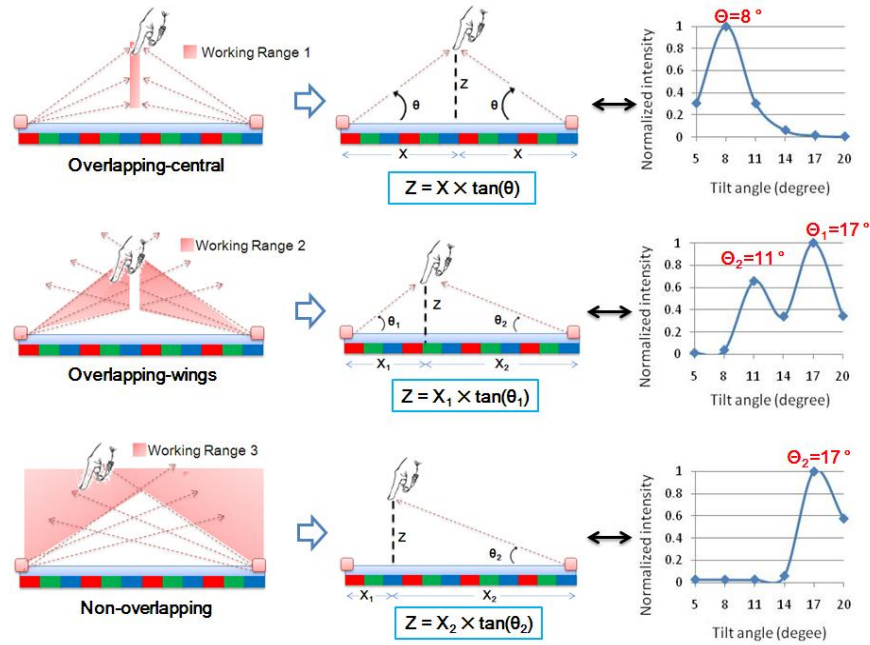 Working Range 1
Overlapping-central
θ
θ
Z
X
X
Z = X × tan(θ)
Θ=8 °
Normalized intensity
1
0.8
0.6
0.4
0.2
0
5 8 11 14 17 20
Tilt angle (degree)
Working Range 2
Overlapping-wings
θ1
θ2
Z
X1
X2
Z = X1 × tan(θ1)
Θ1=17 °
Θ2=11 °
Normalized intensity
1
0.8
0.6
0.4
0.2
0
5 8 11 14 17 20
Tilt angle (degree)
Working Range 3
Non-overlapping
Z
θ2
X1
X2
Z = X2 × tan(θ2)
Θ2=17 °
Normalized intensity
1
0.8
0.6
0.4
0.2
0
5 8 11 14 17 20
Tilt angle (degee)